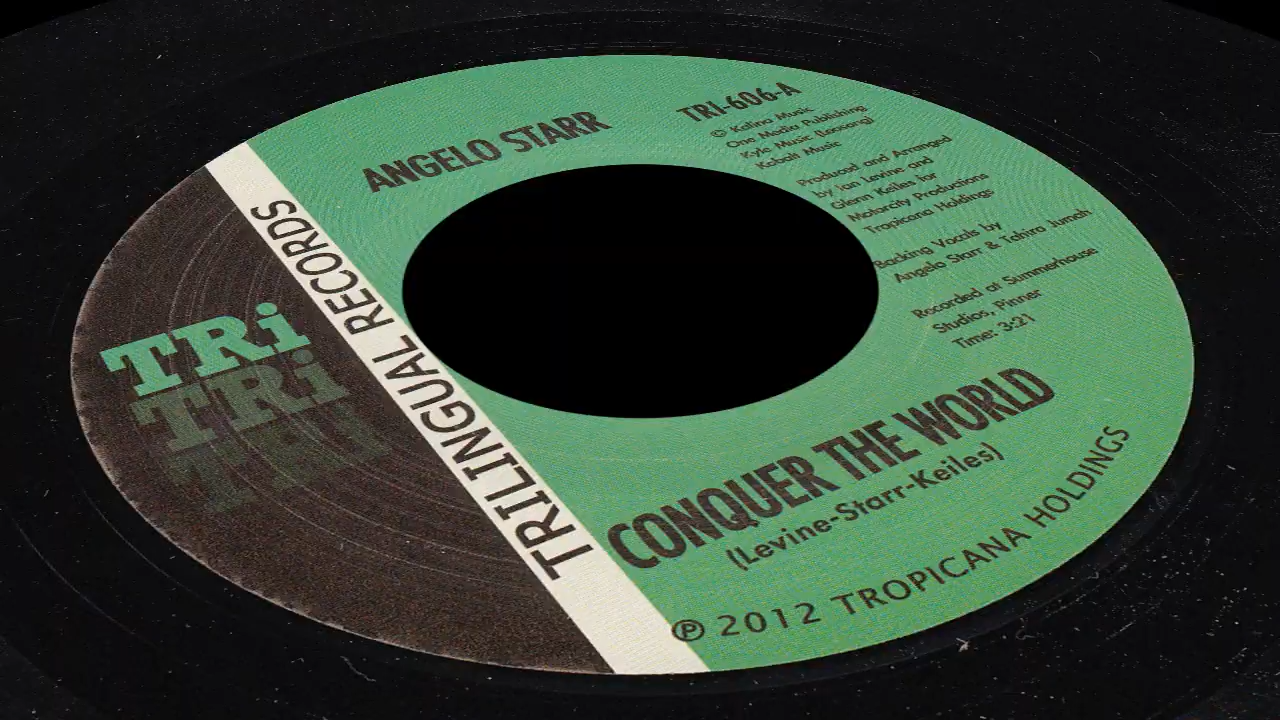 ANGELO STARR
TRI-606-A
© Kalina Music
One Media Publishing
Kyle Music (Leosong)
Kobalt Music
Produced and Arranged
by Ian Levine and
Glenn Keiles for
Motorcity Productions
Tropicana Holdings
Backing Vocals by
Angelo Starr & Tahira Jumah
Recorded at Summerhouse
Studios, Pinner
Time: 3:21
TRi
TRi
TRi
TRILINGUAL RECORDS
CONQUER THE WORLD
(Levine-Starr-Keiles)
℗ 2012 TROPICANA HOLDINGS